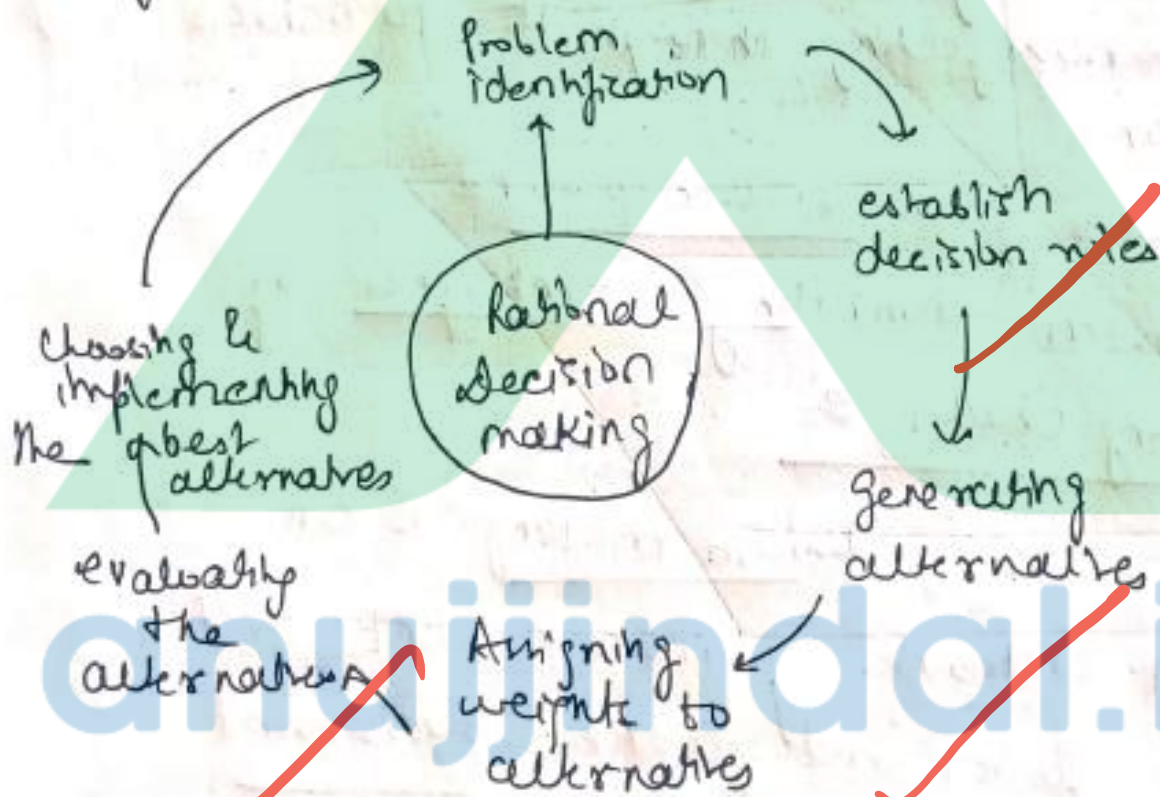 Problem
identification
establish
decision rules
Rational
Decision
making
Choosing &
implementing
the best
alternatives
Generating
alternatives
evaluating
the
alternatives
Assigning
weights to
alternatives
anujjindal.i